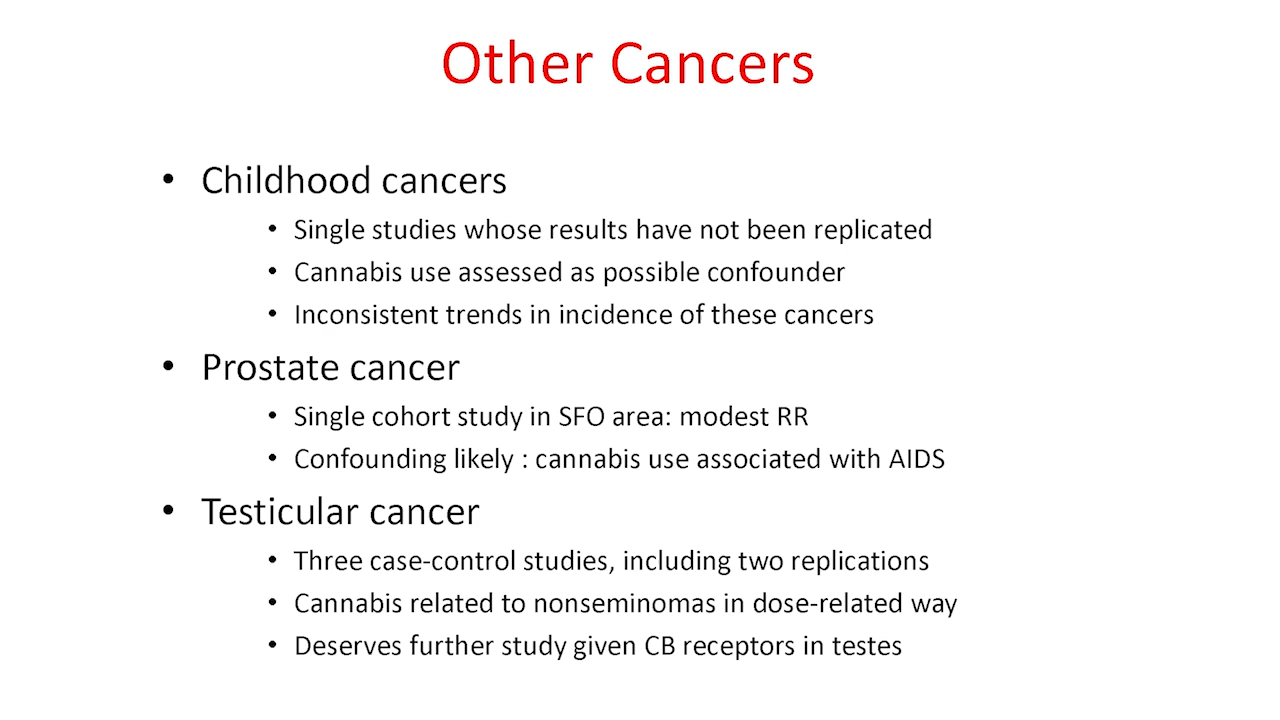 Other Cancers
• Childhood cancers
• Single studies whose results have not been replicated
• Cannabis use assessed as possible confounder
• Inconsistent trends in incidence of these cancers
• Prostate cancer
• Single cohort study in SFO area: modest RR
• Confounding likely : cannabis use associated with AIDS
• Testicular cancer
• Three case-control studies, including two replications
• Cannabis related to nonseminomas in dose-related way
• Deserves further study given CB receptors in testes